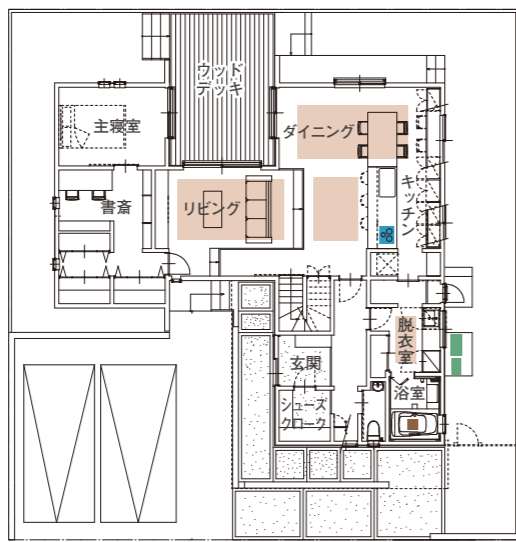 ウッド
デッキ
主寝室
ダイニング
書斎
リビング
キッチン
脱衣室
玄関
浴室
シューズ
クローク